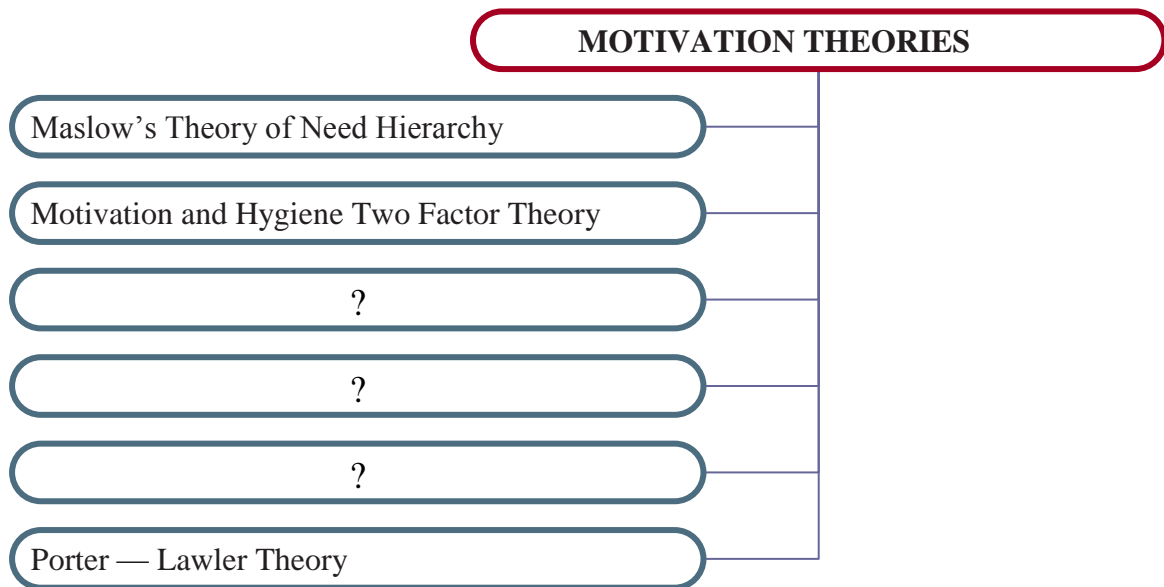 MOTIVATION THEORIES
Maslow’s Theory of Need Hierarchy
Motivation and Hygiene Two Factor Theory
?
?
?
Porter — Lawler Theory